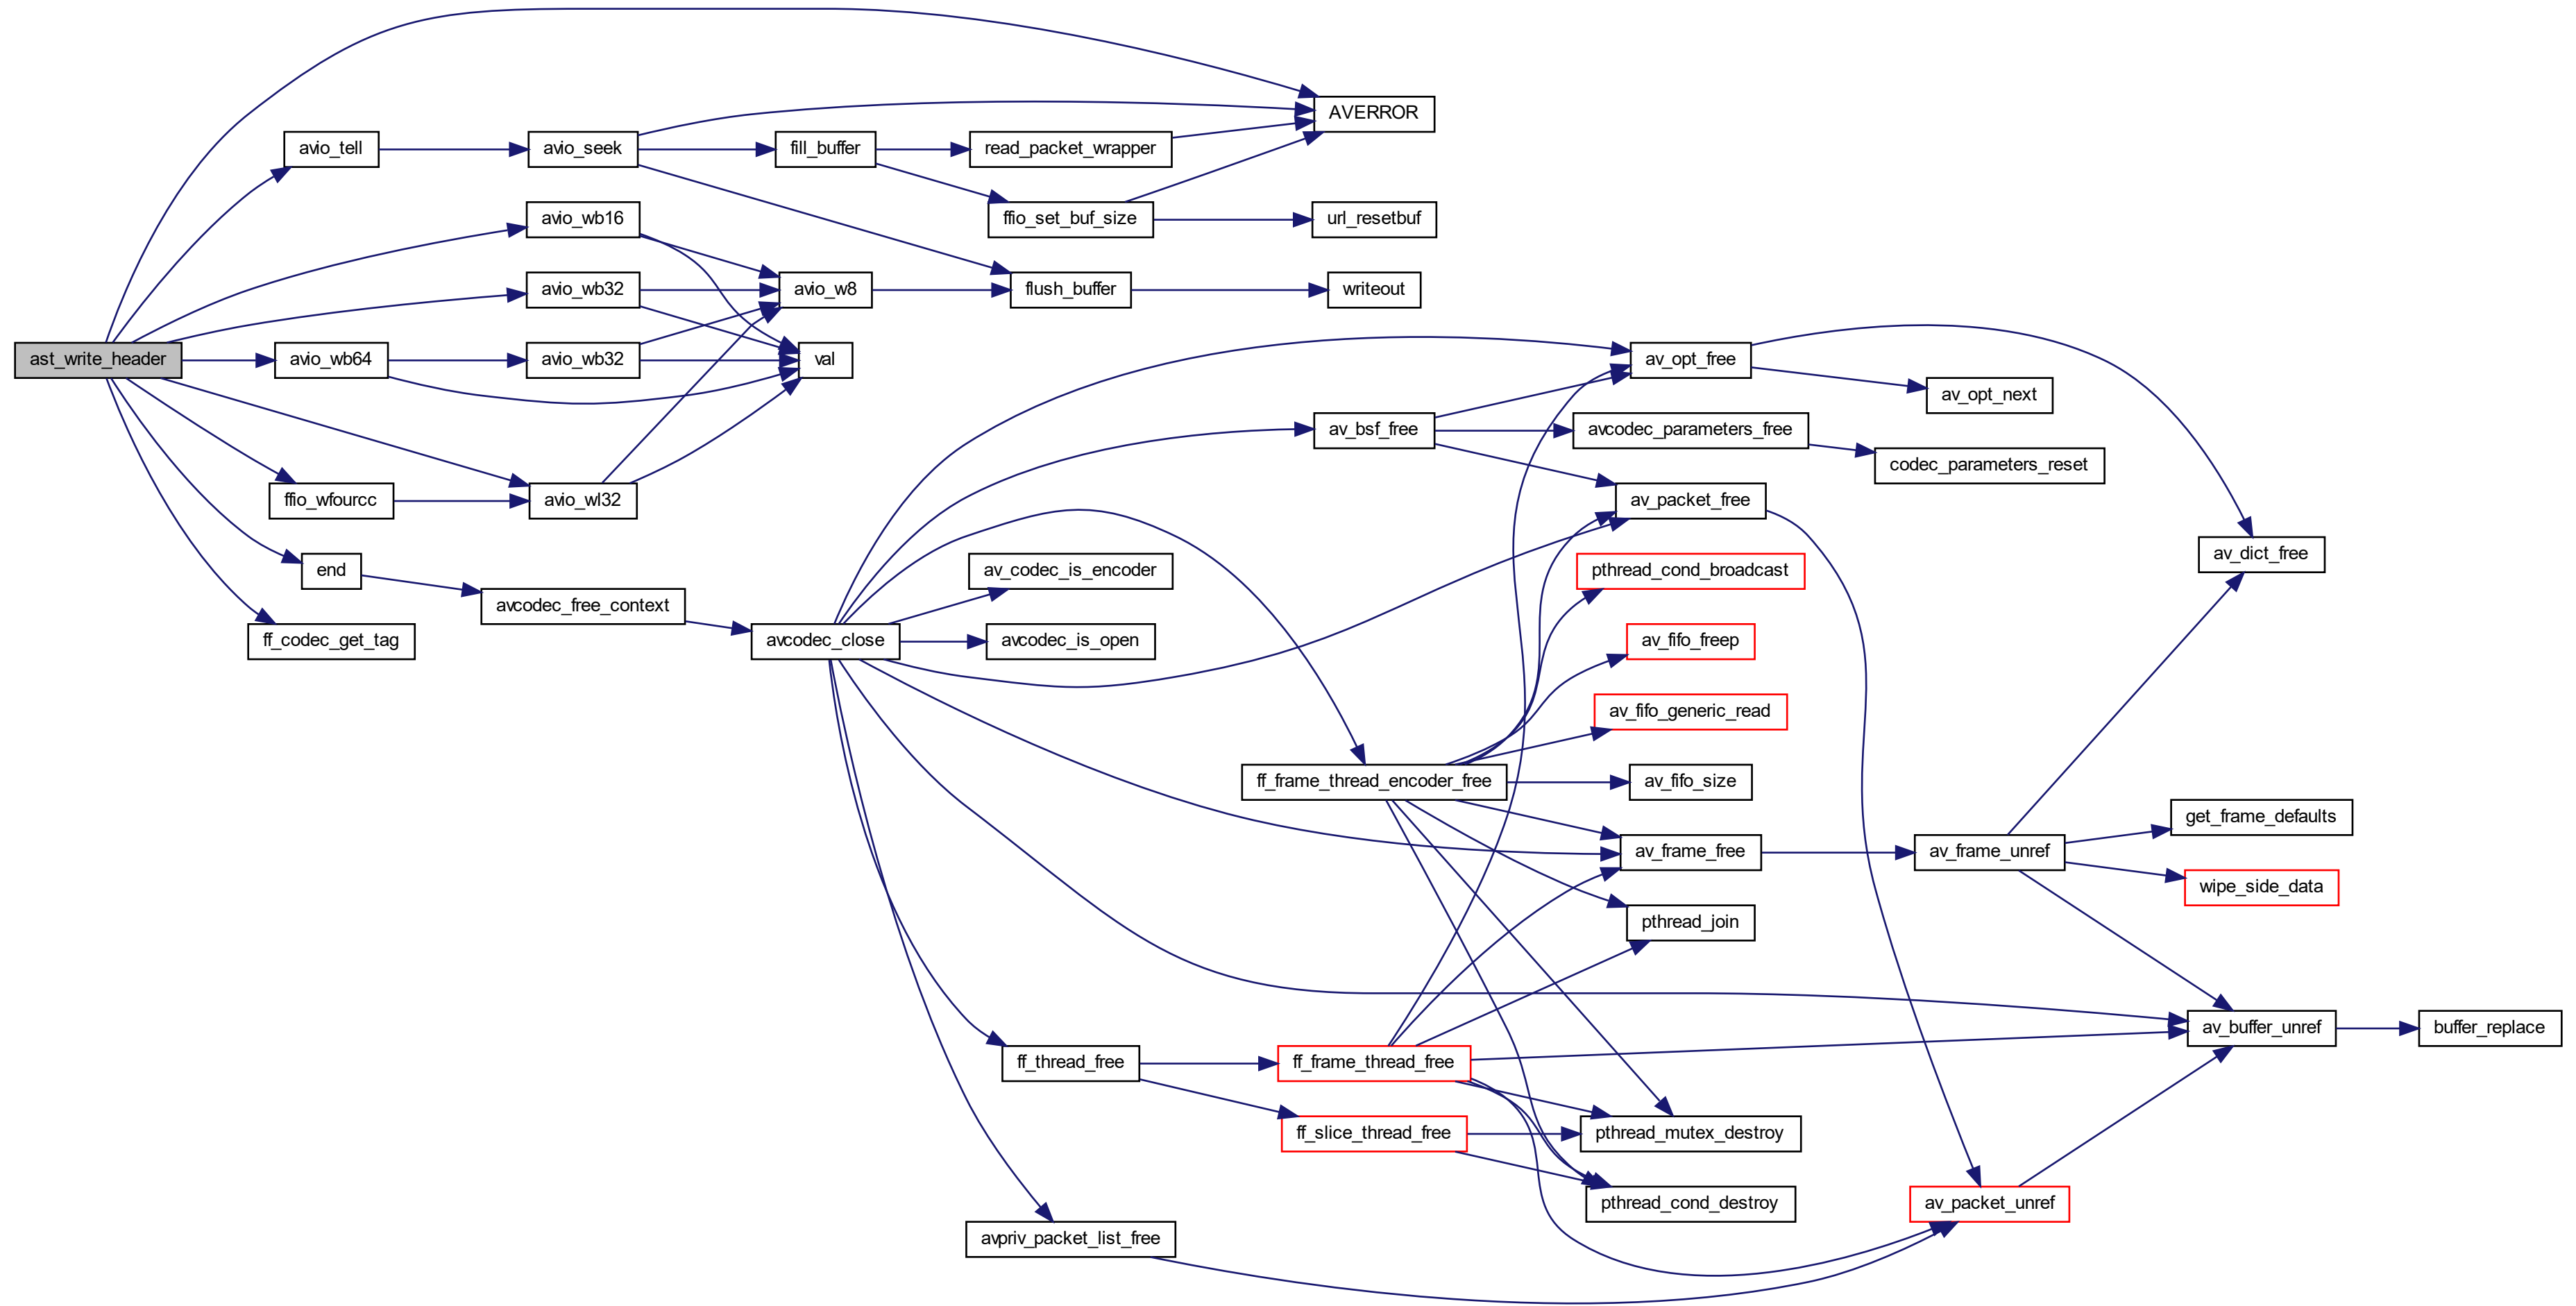 ast_write_header
avio_tell
avio_wb64
ffio_wfourcc
end
ff_codec_get_tag
avio_seek
avio_wb16
avio_wb32
avio_wb32
avio_wl32
avcodec_free_context
fill_buffer
avio_w8
val
avcodec_close
read_packet_wrapper
ffio_set_buf_size
flush_buffer
av_codec_is_encoder
avcodec_is_open
ff_thread_free
avpriv_packet_list_free
AVERROR
url_resetbuf
writeout
av_bsf_free
ff_frame_thread_encoder_free
ff_frame_thread_free
ff_slice_thread_free
av_opt_free
avcodec_parameters_free
av_packet_free
pthread_cond_broadcast
av_fifo_freep
av_fifo_generic_read
av_fifo_size
av_frame_free
pthread_join
pthread_mutex_destroy
pthread_cond_destroy
av_opt_next
codec_parameters_reset
av_frame_unref
av_packet_unref
av_dict_free
get_frame_defaults
wipe_side_data
av_buffer_unref
buffer_replace